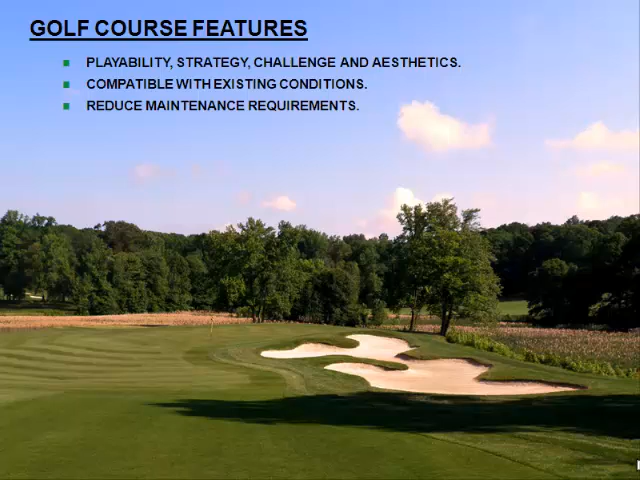 GOLF COURSE FEATURES
PLAYABILITY, STRATEGY, CHALLENGE AND AESTHETICS.
COMPATIBLE WITH EXISTING CONDITIONS.
REDUCE MAINTENANCE REQUIREMENTS.